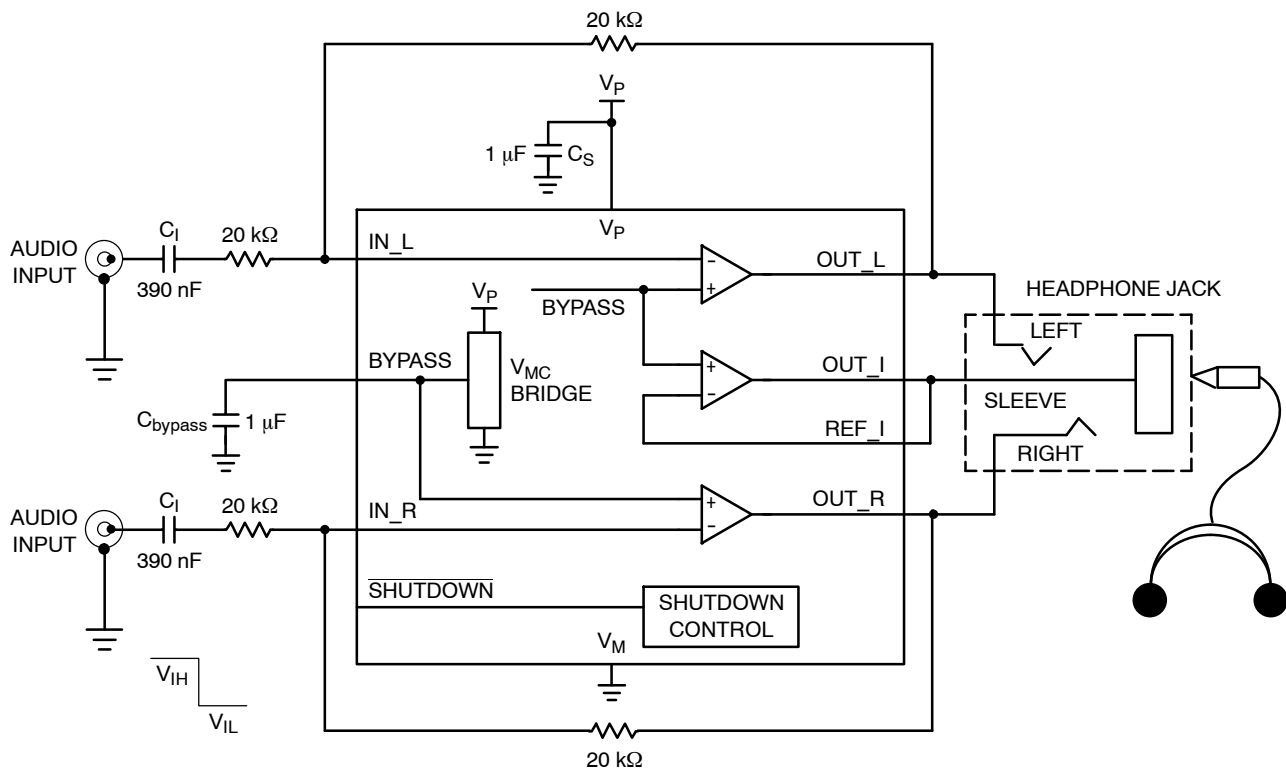 20 kΩ
V_P
1 μF
C_S
V_P
C_I
20 kΩ
AUDIO
INPUT
390 nF
IN_L
-
+
OUT_L
BYPASS
V_P
HEADPHONE JACK
LEFT
BYPASS
V_MC
BRIDGE
+
-
OUT_I
SLEEVE
C_bypass
1 μF
REF_I
RIGHT
C_I
20 kΩ
AUDIO
INPUT
390 nF
IN_R
+
-
OUT_R
SHUTDOWN
SHUTDOWN
CONTROL
V_M
V_IH
V_IL
20 kΩ